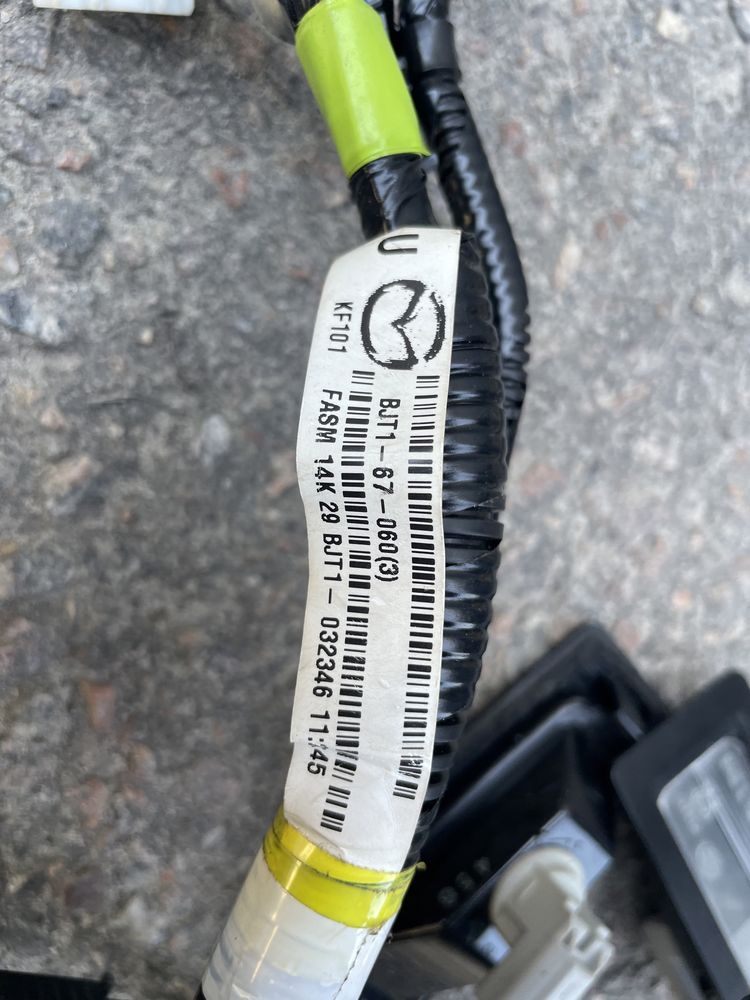 U
KF101
BJT1-67-060(3)
FASM 14K 29 BJT1- 032346 11:45